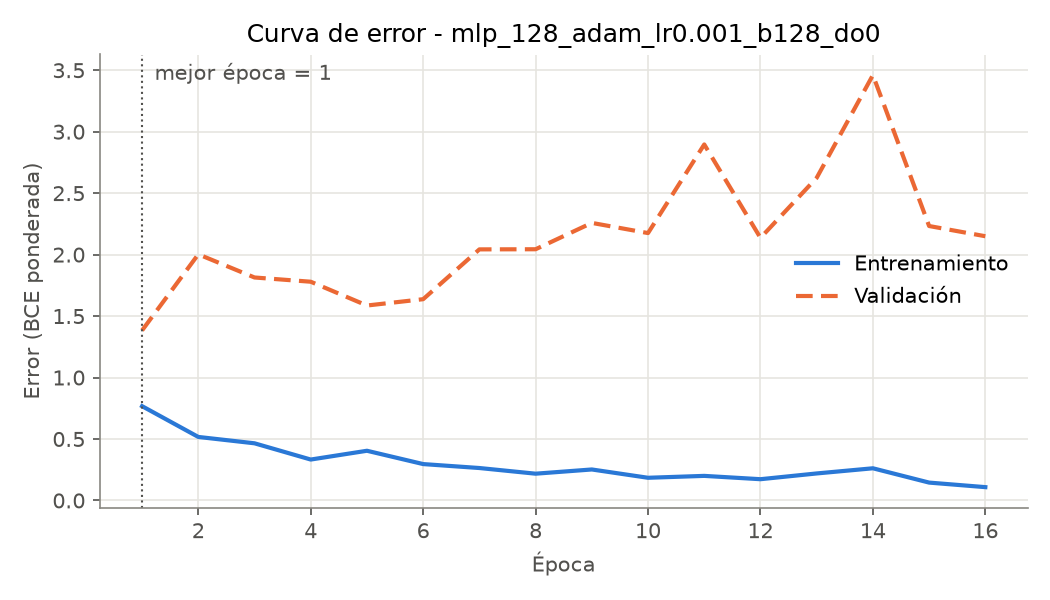 Curva de error - mlp_128_adam_lr0.001_b128_do0
mejor época = 1
3.5
3.0
2.5
2.0
1.5
1.0
0.5
0.0
Error (BCE ponderada)
Entrenamiento
Validación
2 4 6 8 10 12 14 16
Época